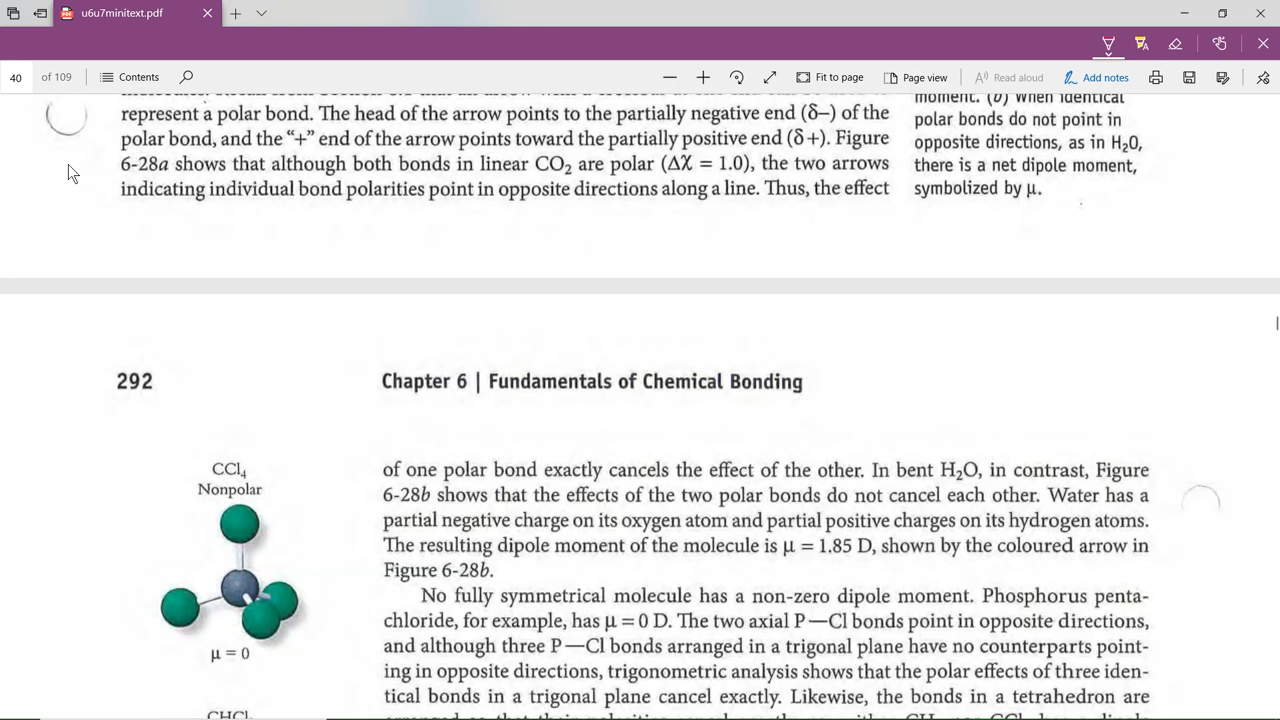 u6u7minitext.pdf
40 of 109 Contents Fit to page Page view Read aloud Add notes
represent a polar bond. The head of the arrow points to the partially negative end (δ–) of the
polar bond, and the “+” end of the arrow points toward the partially positive end (δ+). Figure
6-28a shows that although both bonds in linear CO₂ are polar (Δχ = 1.0), the two arrows
indicating individual bond polarities point in opposite directions along a line. Thus, the effect
moment. (b) When identical
polar bonds do not point in
opposite directions, as in H₂0,
there is a net dipole moment,
symbolized by μ.
292
Chapter 6 | Fundamentals of Chemical Bonding
CCl₄
Nonpolar
μ = 0
CHCl
of one polar bond exactly cancels the effect of the other. In bent H₂O, in contrast, Figure
6-28b shows that the effects of the two polar bonds do not cancel each other. Water has a
partial negative charge on its oxygen atom and partial positive charges on its hydrogen atoms.
The resulting dipole moment of the molecule is μ = 1.85 D, shown by the coloured arrow in
Figure 6-28b.
No fully symmetrical molecule has a non-zero dipole moment. Phosphorus penta-
chloride, for example, has μ = 0 D. The two axial P—Cl bonds point in opposite directions,
and although three P—Cl bonds arranged in a trigonal plane have no counterparts point-
ing in opposite directions, trigonometric analysis shows that the polar effects of three iden-
tical bonds in a trigonal plane cancel exactly. Likewise, the bonds in a tetrahedron are